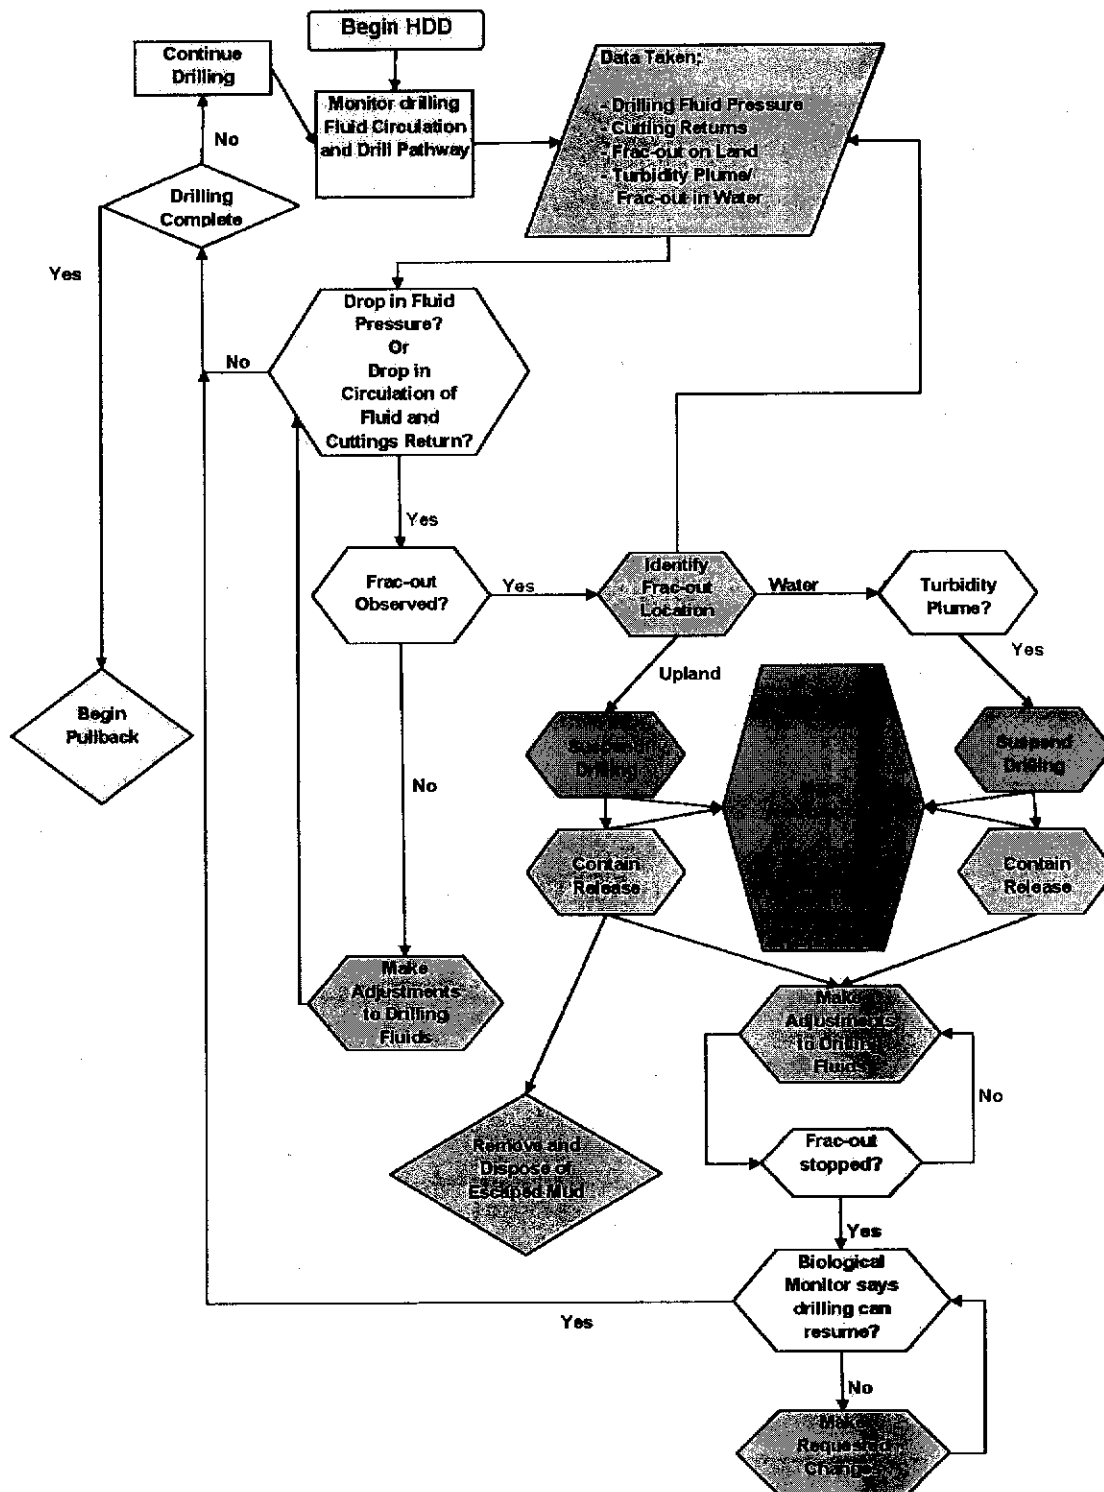 Begin HDD
Continue
Drilling
Monitor drilling
Fluid Circulation
and Drill Pathway
Data Taken:
- Drilling Fluid Pressure
- Cutting Returns
- Frac-out on Land
- Turbidity Plume/
Frac-out in Water
No
Drilling
Complete
Yes
Drop in Fluid
Pressure?
Or
Drop in
Circulation of
Fluid and
Cuttings Return?
No
Yes
Frac-out
Observed?
Yes
Identify
Frac-out
Location
Water
Turbidity
Plume?
Upland
Yes
Begin
Pullback
Suspend
Drilling
Suspend
Drilling
No
Contain
Release
Contain
Release
Make
Adjustments
to Drilling
Fluids
Make
Adjustments
to Drilling
Fluids
No
Remove and
Dispose of
Escaped Mud
Frac-out
stopped?
Yes
Biological
Monitor says
drilling can
resume?
Yes
No
Make
Requested
Change